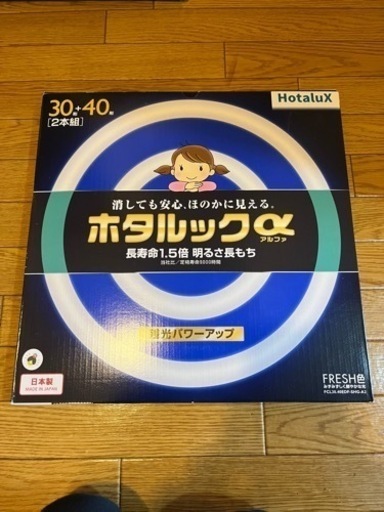 30形+40形
[2本組]
HotaluX
消しても安心、ほのかに見える。
ホタルックα
アルファ
長寿命1.5倍 明るさ長もち
当社比/定格寿命9000時間
残光パワーアップ
日本製
MADE IN JAPAN
FRESH色